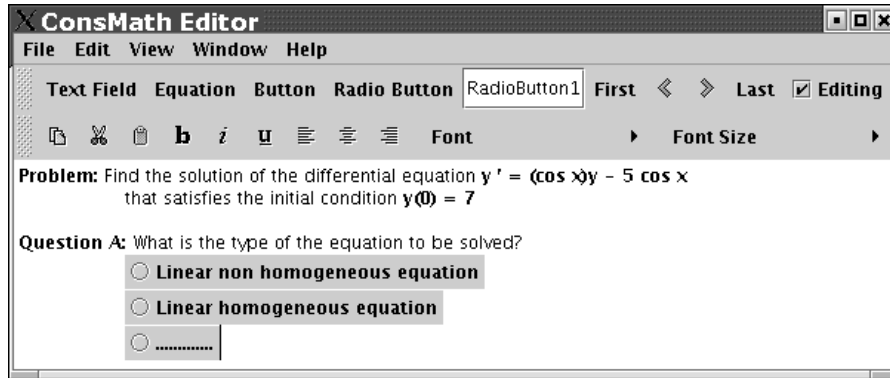 ConsMath Editor
File Edit View Window Help
Text Field Equation Button Radio Button RadioButton1 First Last Editing
b i u Font Font Size
Problem: Find the solution of the differential equation y ' = (cos x)y - 5 cos x
that satisfies the initial condition y(0) = 7
Question A: What is the type of the equation to be solved?
Linear non homogeneous equation
Linear homogeneous equation
.............